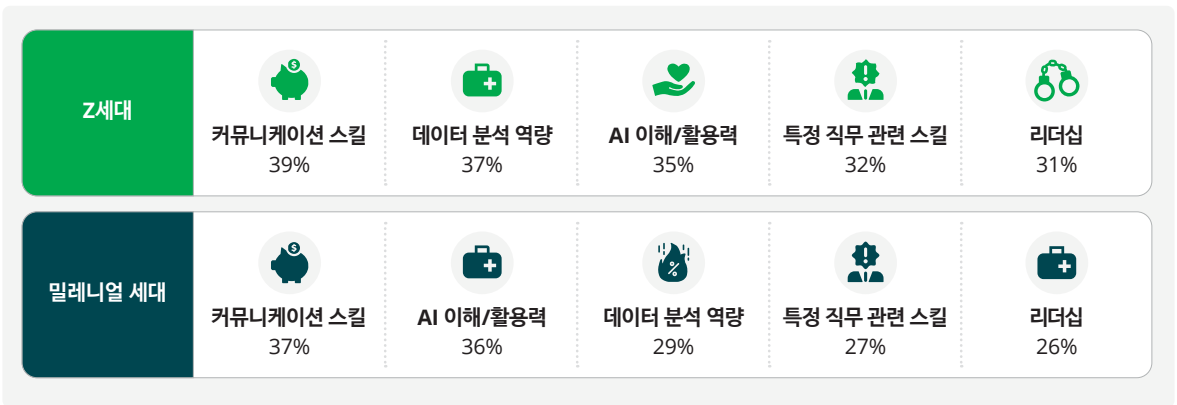 Z세대
커뮤니케이션 스킬
39%
데이터 분석 역량
37%
AI 이해/활용력
35%
특정 직무 관련 스킬
32%
리더십
31%
밀레니얼 세대
커뮤니케이션 스킬
37%
AI 이해/활용력
36%
데이터 분석 역량
29%
특정 직무 관련 스킬
27%
리더십
26%